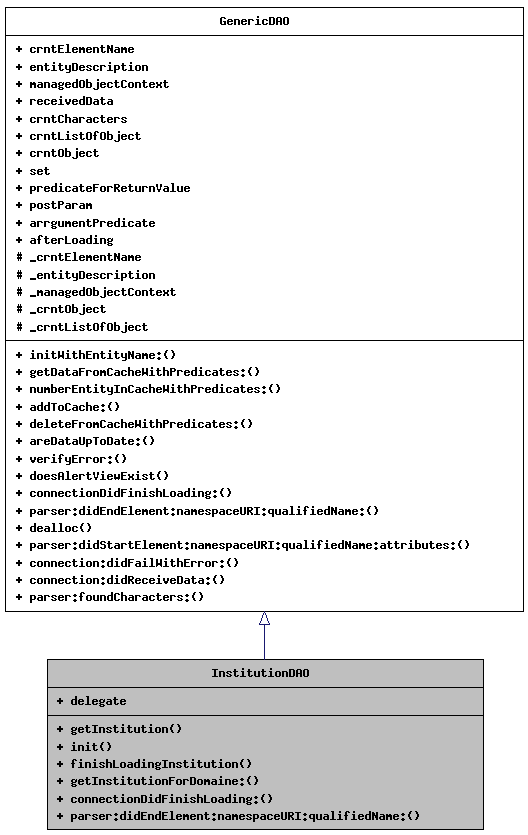 GenericDAO
+ crntElementName
+ entityDescription
+ managedObjectContext
+ receivedData
+ crntCharacters
+ crntListOfObject
+ crntObject
+ set
+ predicateForReturnValue
+ postParam
+ arrgumentPredicate
+ afterLoading
# _crntElementName
# _entityDescription
# _managedObjectContext
# _crntObject
# _crntListOfObject
+ initWithEntityName:()
+ getDataFromCacheWithPredicates:()
+ numberEntityInCacheWithPredicates:()
+ addToCache:()
+ deleteFromCacheWithPredicates:()
+ areDataUpToDate:()
+ verifyError:()
+ doesAlertViewExist()
+ connectionDidFinishLoading:()
+ parser:didEndElement:namespaceURI:qualifiedName:()
+ dealloc()
+ parser:didStartElement:namespaceURI:qualifiedName:attributes:()
+ connection:didFailWithError:()
+ connection:didReceiveData:()
+ parser:foundCharacters:()
InstitutionDAO
+ delegate
+ getInstitution()
+ init()
+ finishLoadingInstitution()
+ getInstitutionForDomaine:()
+ connectionDidFinishLoading:()
+ parser:didEndElement:namespaceURI:qualifiedName:()